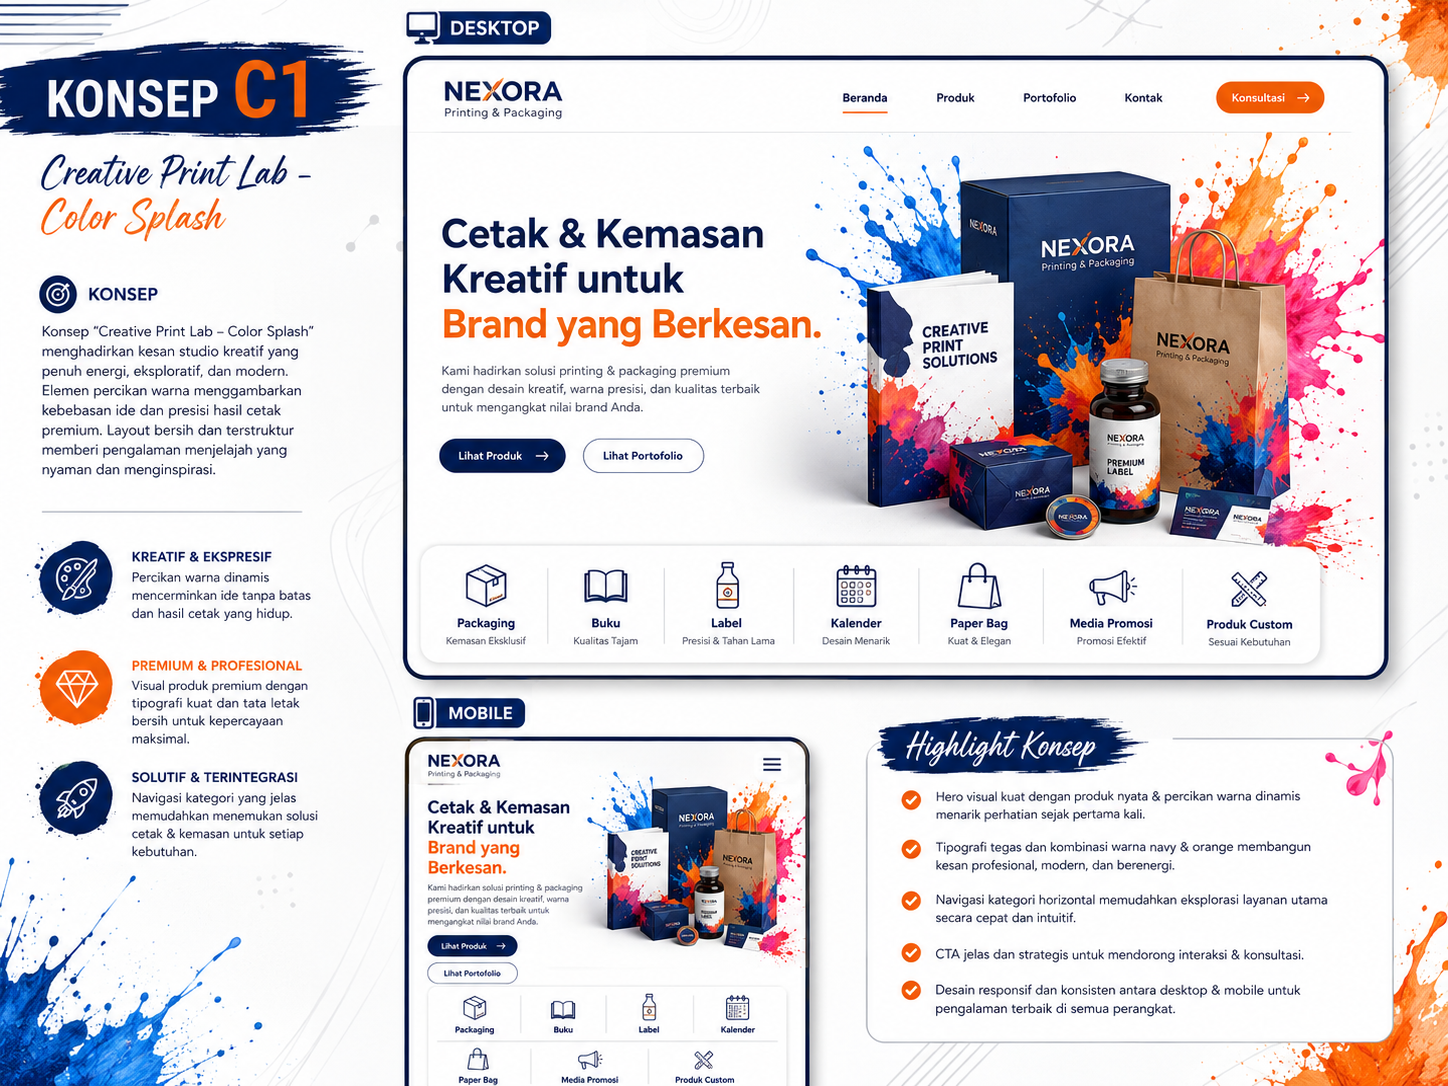 KONSEP C1
Creative Print Lab –
Color Splash
KONSEP
Konsep "Creative Print Lab – Color Splash"
menghadirkan kesan studio kreatif yang
penuh energi, eksploratif, dan modern.
Elemen percikan warna menggambarkan
kebebasan ide dan presisi hasil cetak
premium. Layout bersih dan terstruktur
memberi pengalaman menjelajah yang
nyaman dan menginspirasi.
KREATIF & EKSPRESIF
Percikan warna dinamis
mencerminkan ide tanpa batas
dan hasil cetak yang hidup.
PREMIUM & PROFESIONAL
Visual produk premium dengan
tipografi kuat dan tata letak
bersih untuk kepercayaan
maksimal.
SOLUTIF & TERINTEGRASI
Navigasi kategori yang jelas
memudahkan menemukan solusi
cetak & kemasan untuk setiap
kebutuhan.
DESKTOP
NEXORA
Printing & Packaging
Beranda
Produk
Portofolio
Kontak
Konsultasi
Cetak & Kemasan
Kreatif untuk
Brand yang Berkesan.
Kami hadirkan solusi printing & packaging premium
dengan desain kreatif, warna presisi, dan kualitas terbaik
untuk mengangkat nilai brand Anda.
Lihat Produk
Lihat Portofolio
NEXORA
NEXORA
Printing & Packaging
CREATIVE
PRINT
SOLUTIONS
NEXORA
Printing & Packaging
NEXORA
PREMIUM
LABEL
NEXORA
NEXORA
NEXORA
NEXORA
NEXORA
Packaging
Kemasan Eksklusif
Buku
Kualitas Tajam
Label
Presisi & Tahan Lama
Kalender
Desain Menarik
Paper Bag
Kuat & Elegan
Media Promosi
Promosi Efektif
Produk Custom
Sesuai Kebutuhan
MOBILE
NEXORA
Printing & Packaging
Cetak & Kemasan
Kreatif untuk
Brand yang
Berkesan.
Kami hadirkan solusi printing & packaging
premium dengan desain kreatif, warna
presisi, dan kualitas terbaik untuk
mengangkat nilai brand Anda.
Lihat Produk
Lihat Portofolio
NEXORA
Printing & Packaging
CREATIVE
PRINT
SOLUTIONS
NEXORA
Packaging
Buku
Label
Kalender
Paper Bag
Media Promosi
Produk Custom
Highlight Konsep
Hero visual kuat dengan produk nyata & percikan warna dinamis
menarik perhatian sejak pertama kali.
Tipografi tegas dan kombinasi warna navy & orange membangun
kesan profesional, modern, dan berenergi.
Navigasi kategori horizontal memudahkan eksplorasi layanan utama
secara cepat dan intuitif.
CTA jelas dan strategis untuk mendorong interaksi & konsultasi.
Desain responsif dan konsisten antara desktop & mobile untuk
pengalaman terbaik di semua perangkat.